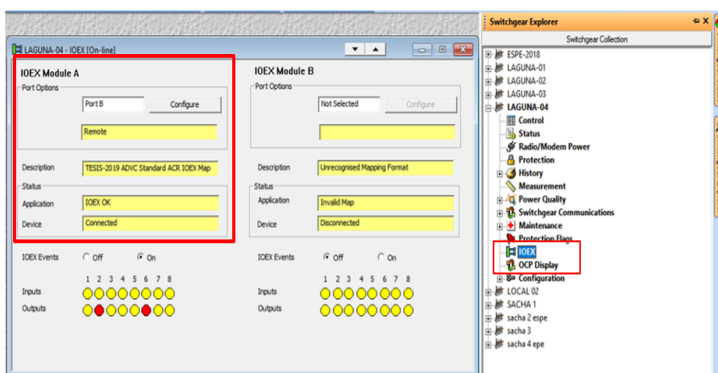 LAGUNA-04 - IOEX [On-line]
IOEX Module A
Port Options
Port B
Configure
Remote
Description
TESIS-2019 ADVC Standard ACR IOEX Map
Status
Application
IOEX OK
Device
Connected
IOEX Events
Off
On
1 2 3 4 5 6 7 8
Inputs
Outputs
IOEX Module B
Port Options
Not Selected
Configure
Description
Unrecognised Mapping Format
Status
Application
Invalid Map
Device
Disconnected
IOEX Events
Off
On
1 2 3 4 5 6 7 8
Inputs
Outputs
Switchgear Explorer
Switchgear Collection
ESPE-2018
LAGUNA-01
LAGUNA-02
LAGUNA-03
LAGUNA-04
Control
Status
Radio/Modem Power
Protection
History
Measurement
Power Quality
Switchgear Communications
Maintenance
Protection Flags
IOEX
OCP Display
Configuration
LOCAL 02
SACHA 1
sacha 2 espe
sacha 3
sacha 4 epe